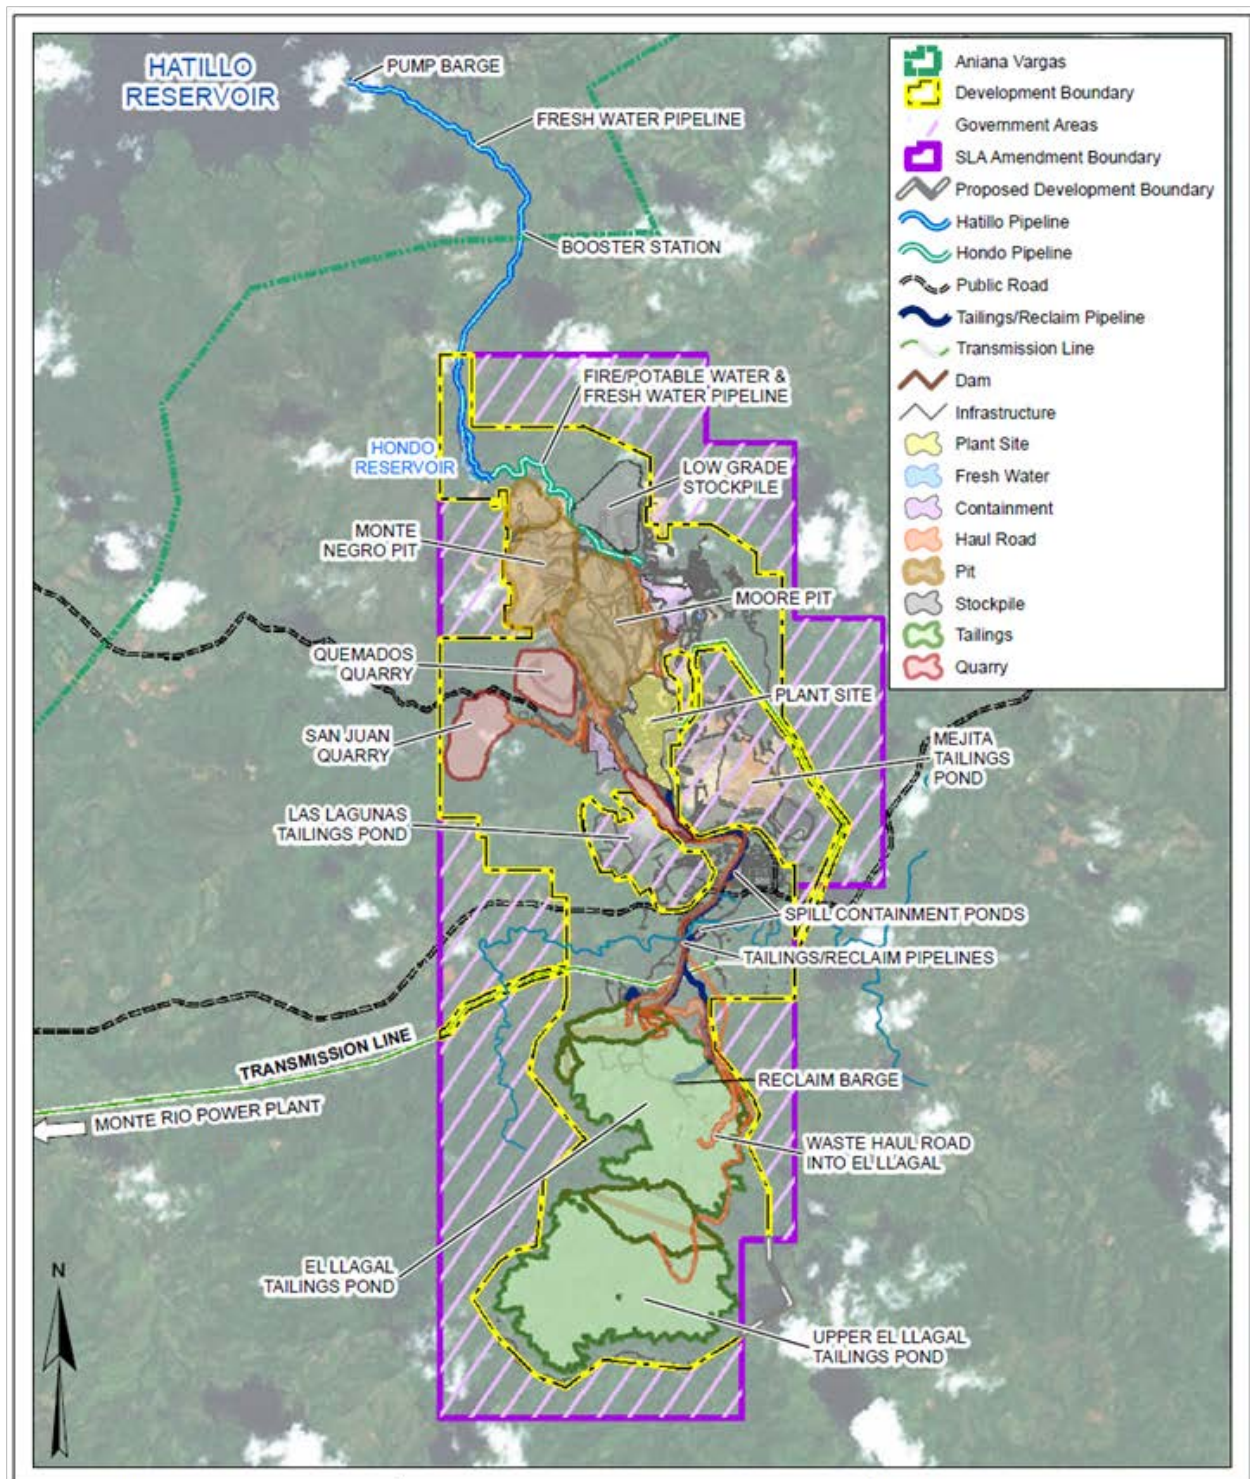 HATILLO
RESERVOIR
PUMP BARGE
FRESH WATER PIPELINE
BOOSTER STATION
FIRE/POTABLE WATER &
FRESH WATER PIPELINE
HONDO
RESERVOIR
LOW GRADE
STOCKPILE
MONTE
NEGRO PIT
MOORE PIT
QUEMADOS
QUARRY
PLANT SITE
SAN JUAN
QUARRY
MEJITA
TAILINGS
POND
LAS LAGUNAS
TAILINGS POND
SPILL CONTAINMENT PONDS
TAILINGS/RECLAIM PIPELINES
TRANSMISSION LINE
MONTE RIO POWER PLANT
RECLAIM BARGE
WASTE HAUL ROAD
INTO EL LLAGAL
EL LLAGAL
TAILINGS POND
UPPER EL LLAGAL
TAILINGS POND
N
Aniana Vargas
Development Boundary
Government Areas
SLA Amendment Boundary
Proposed Development Boundary
Hatillo Pipeline
Hondo Pipeline
Public Road
Tailings/Reclaim Pipeline
Transmission Line
Dam
Infrastructure
Plant Site
Fresh Water
Containment
Haul Road
Pit
Stockpile
Tailings
Quarry